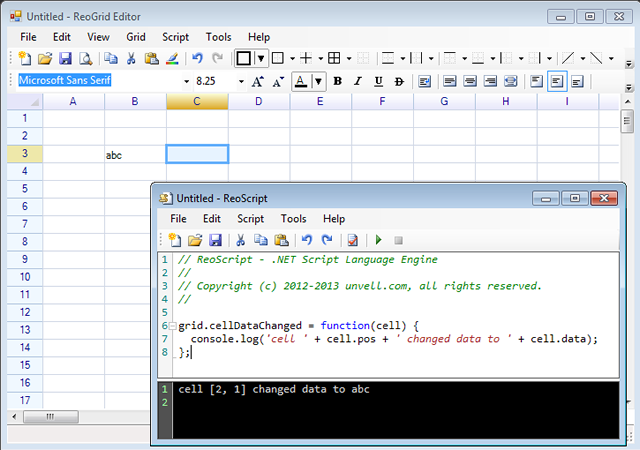 Untitled - ReoGrid Editor
File Edit View Grid Script Tools Help
Microsoft Sans Serif 8.25 A A A B I U D
A B C D E F G H I
1
2
3 abc
4
5
6
7
8
9
10
11
12
13
14
15
16
17
Untitled - ReoScript
File Edit Script Tools Help
1 // ReoScript - .NET Script Language Engine
2 //
3 // Copyright (c) 2012-2013 unvell.com, all rights reserved.
4 //
5
6 grid.cellDataChanged = function(cell) {
7 console.log('cell ' + cell.pos + ' changed data to ' + cell.data);
8 };
1 cell [2, 1] changed data to abc
2